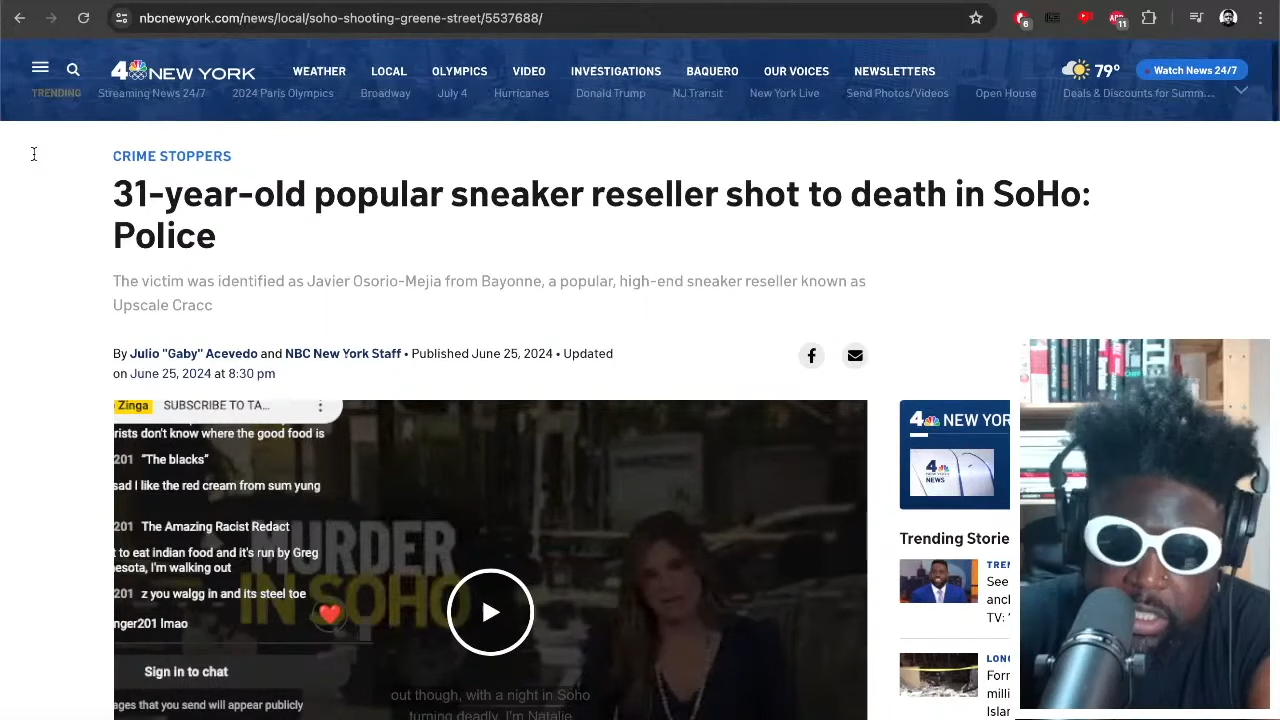 nbcnewyork.com/news/local/soho-shooting-greene-street/5537688/
6
11
4 NEW YORK
WEATHER LOCAL OLYMPICS VIDEO INVESTIGATIONS BAQUERO OUR VOICES NEWSLETTERS
79°
Watch News 24/7
TRENDING Streaming News 24/7 2024 Paris Olympics Broadway July 4 Hurricanes Donald Trump NJ Transit New York Live Send Photos/Videos Open House Deals & Discounts for Summ...
CRIME STOPPERS
31-year-old popular sneaker reseller shot to death in SoHo:
Police
The victim was identified as Javier Osorio-Mejia from Bayonne, a popular, high-end sneaker reseller known as
Upscale Cracc
By Julio "Gaby" Acevedo and NBC New York Staff • Published June 25, 2024 • Updated
on June 25, 2024 at 8:30 pm
Zinga SUBSCRIBE TO TA...
rists don't know where the good food is
201 "The blacks"
sad I like the red cream from sum yung
201 The Amazing Racist Redact
t to eat indian food and it's run by Greg
esota, I'm walking out
201 z you walgg in and its steel toe
nger201 lmao
Sign in to chat
ages that you send will appear publicly
MURDER
IN SOHO
out though, with a night in Soho
turning deadly. I'm Natalie
4 NEW YOR
4
NEWS
Trending Storie
TREN
See
ancl
TV:
LONG
Forr
milli
Islar